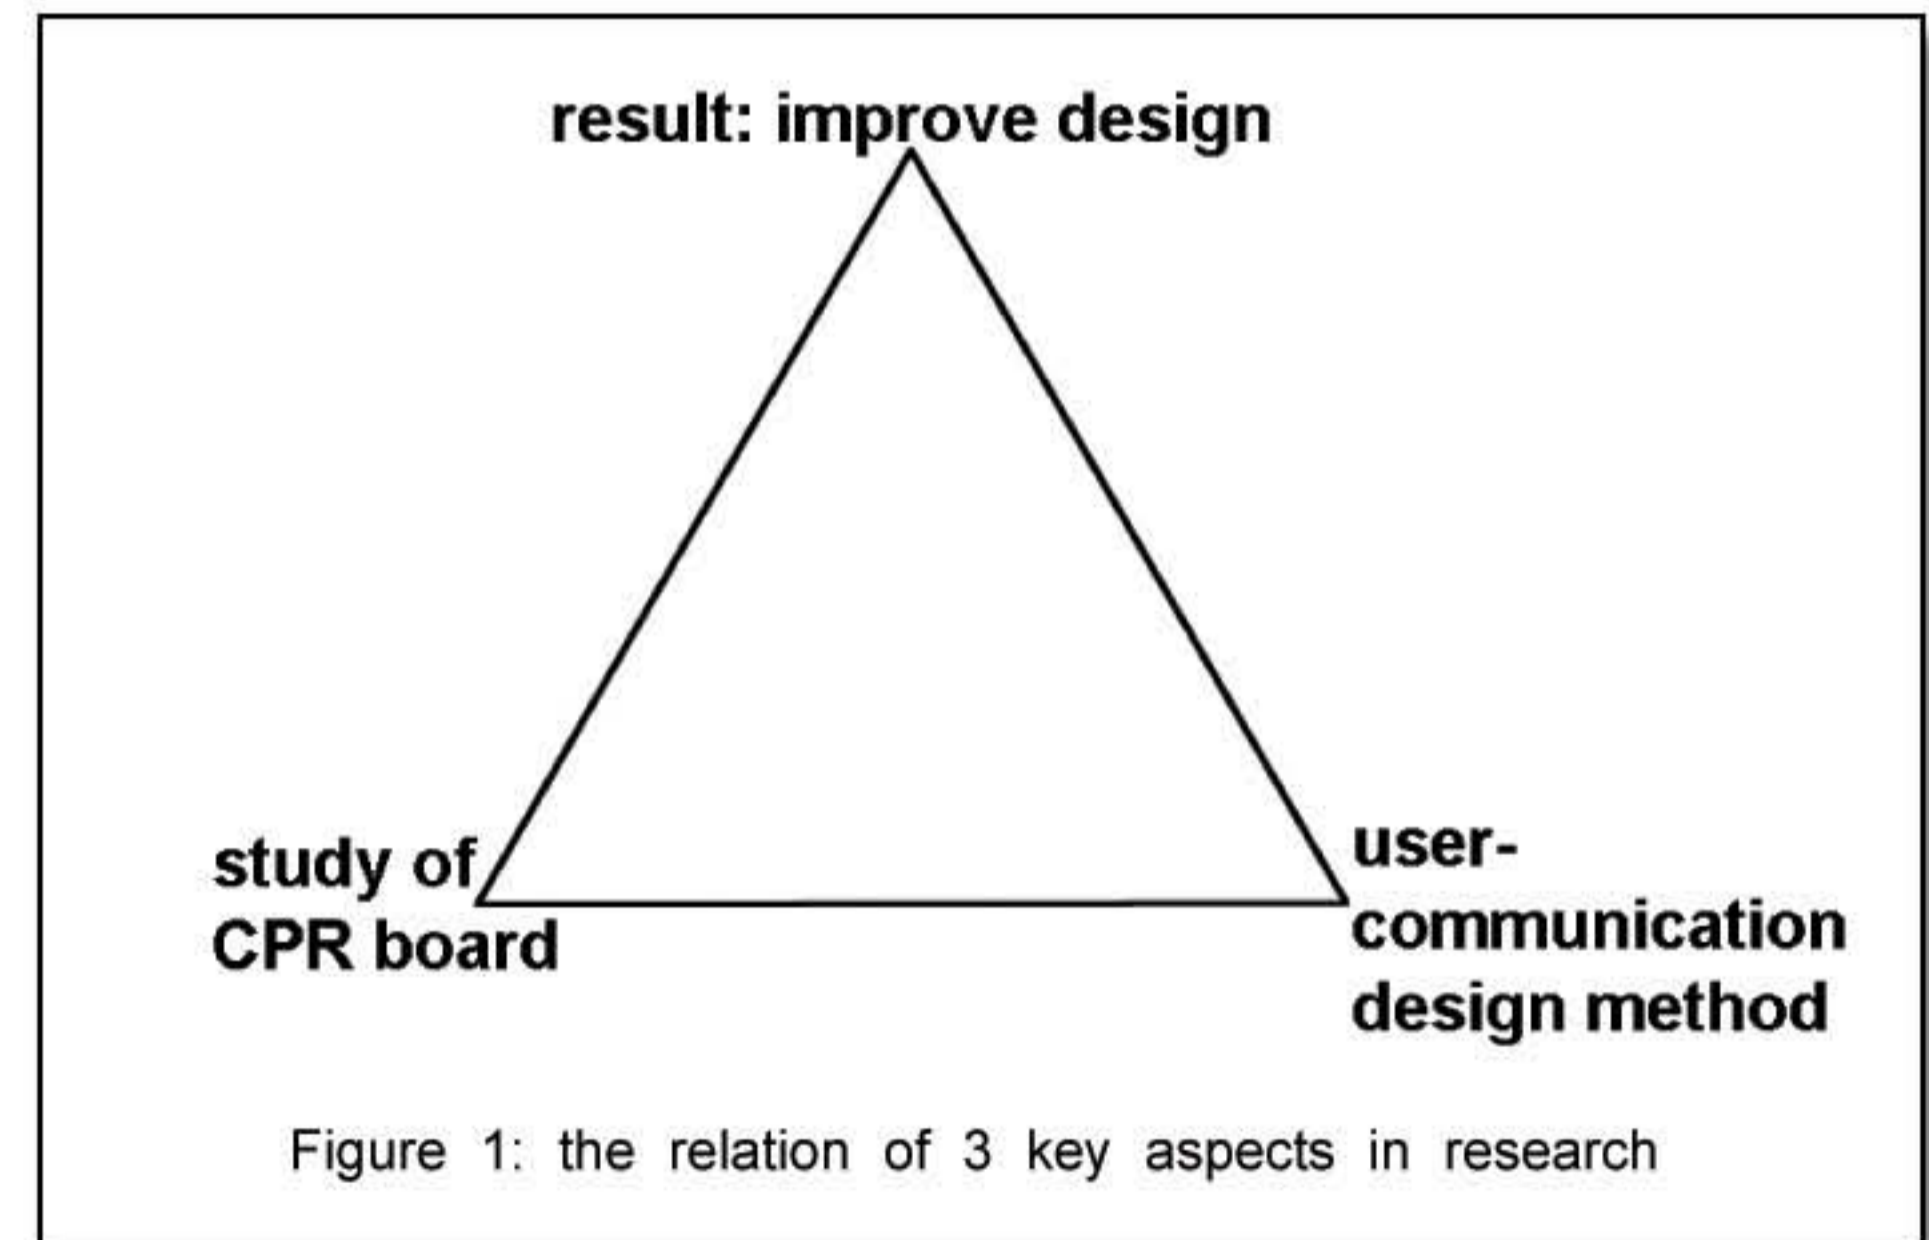 result: improve design
study of
CPR board
user-
communication
design method
Figure 1: the relation of 3 key aspects in research